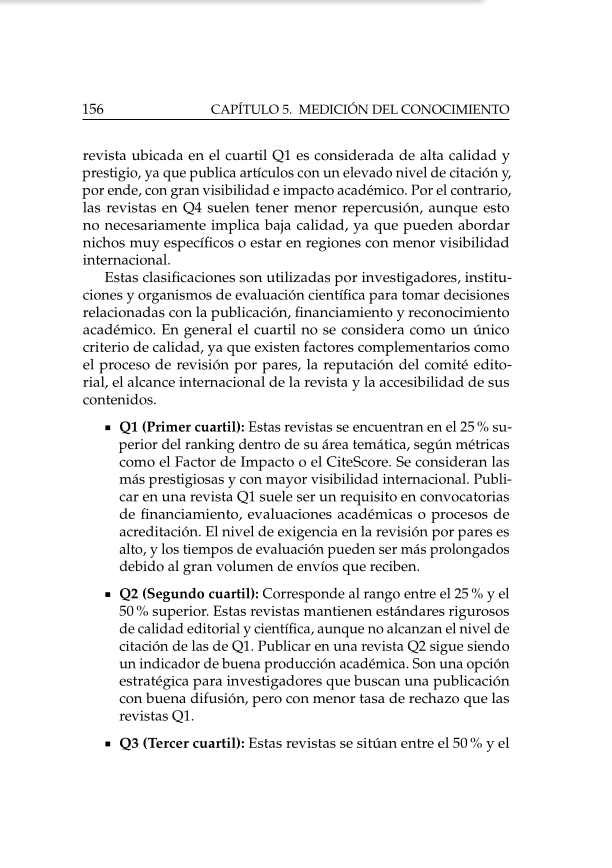 156 CAPÍTULO 5. MEDICIÓN DEL CONOCIMIENTO
revista ubicada en el cuartil Q1 es considerada de alta calidad y
prestigio, ya que publica artículos con un elevado nivel de citación y,
por ende, con gran visibilidad e impacto académico. Por el contrario,
las revistas en Q4 suelen tener menor repercusión, aunque esto
no necesariamente implica baja calidad, ya que pueden abordar
nichos muy específicos o estar en regiones con menor visibilidad
internacional.
Estas clasificaciones son utilizadas por investigadores, institu-
ciones y organismos de evaluación científica para tomar decisiones
relacionadas con la publicación, financiamiento y reconocimiento
académico. En general el cuartil no se considera como un único
criterio de calidad, ya que existen factores complementarios como
el proceso de revisión por pares, la reputación del comité edito-
rial, el alcance internacional de la revista y la accesibilidad de sus
contenidos.
▪ Q1 (Primer cuartil): Estas revistas se encuentran en el 25 % su-
perior del ranking dentro de su área temática, según métricas
como el Factor de Impacto o el CiteScore. Se consideran las
más prestigiosas y con mayor visibilidad internacional. Publi-
car en una revista Q1 suele ser un requisito en convocatorias
de financiamiento, evaluaciones académicas o procesos de
acreditación. El nivel de exigencia en la revisión por pares es
alto, y los tiempos de evaluación pueden ser más prolongados
debido al gran volumen de envíos que reciben.
▪ Q2 (Segundo cuartil): Corresponde al rango entre el 25 % y el
50 % superior. Estas revistas mantienen estándares rigurosos
de calidad editorial y científica, aunque no alcanzan el nivel de
citación de las de Q1. Publicar en una revista Q2 sigue siendo
un indicador de buena producción académica. Son una opción
estratégica para investigadores que buscan una publicación
con buena difusión, pero con menor tasa de rechazo que las
revistas Q1.
▪ Q3 (Tercer cuartil): Estas revistas se sitúan entre el 50 % y el